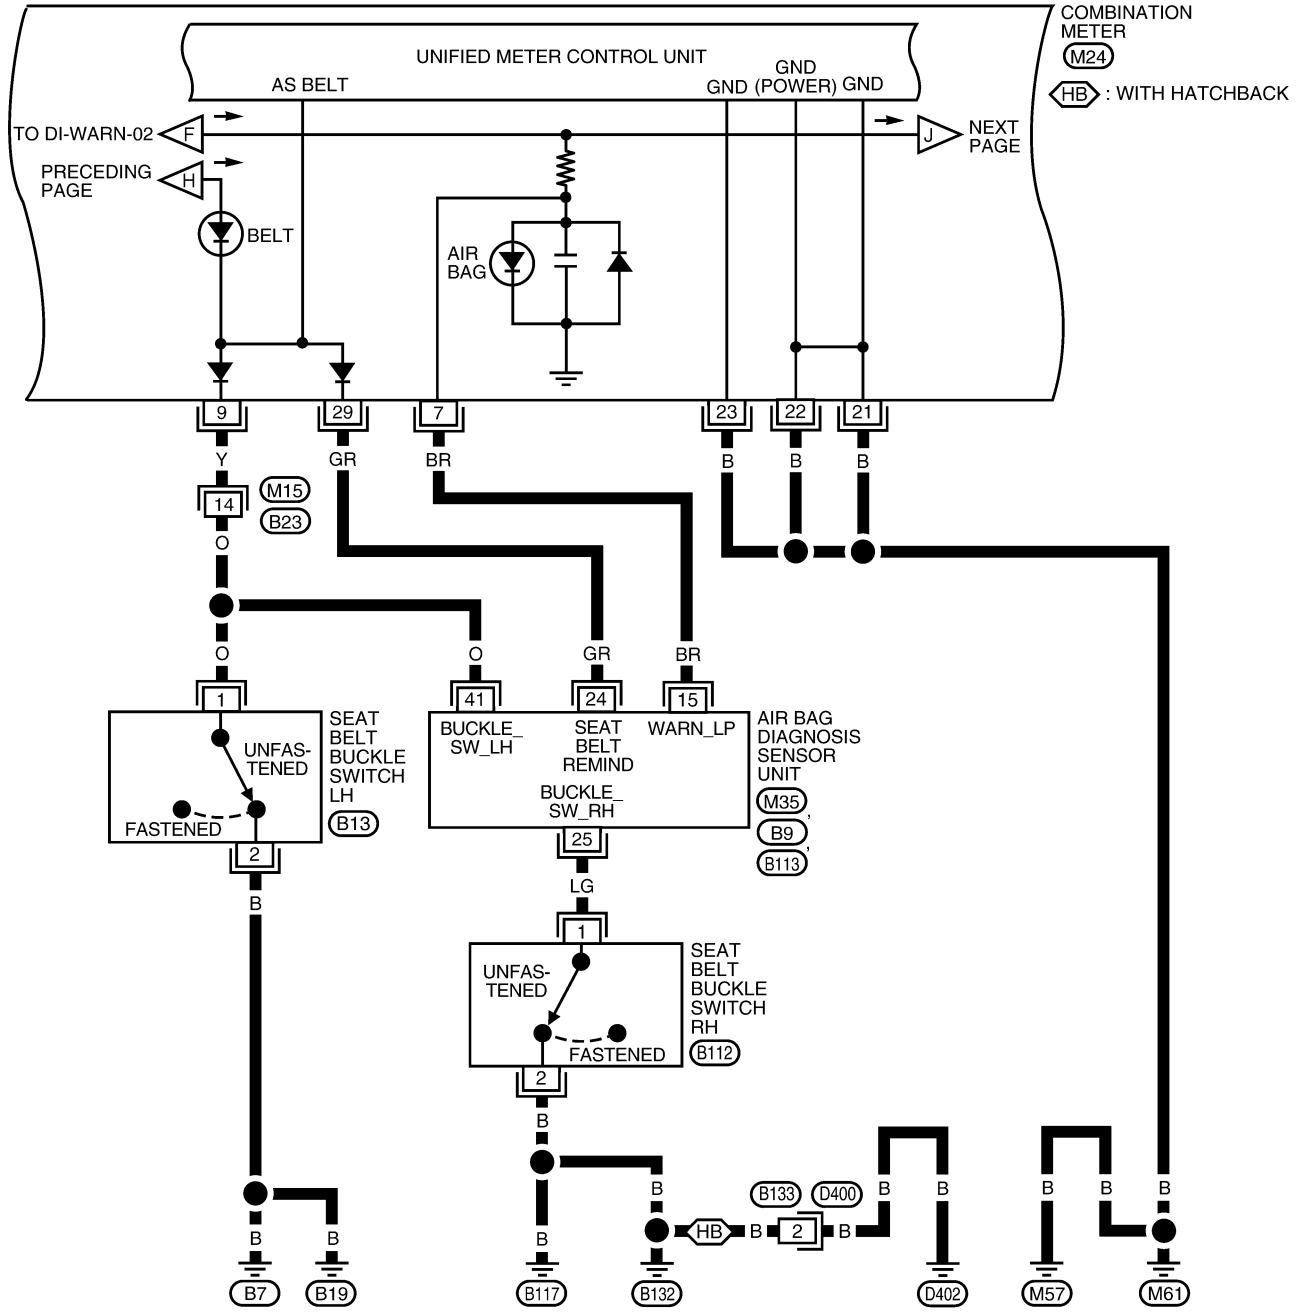 COMBINATION
METER
M24
HB : WITH HATCHBACK
UNIFIED METER CONTROL UNIT
AS BELT
GND
GND
(POWER)
GND
TO DI-WARN-02
F
J
NEXT
PAGE
PRECEDING
PAGE
H
BELT
AIR
BAG
9
29
7
23
22
21
Y
GR
BR
B
B
B
14
M15
B23
O
O
O
GR
BR
1
41
24
15
UNFAS-
TENED
FASTENED
SEAT
BELT
BUCKLE
SWITCH
LH
B13
BUCKLE_
SW_LH
SEAT
BELT
REMIND
WARN_LP
BUCKLE_
SW_RH
AIR BAG
DIAGNOSIS
SENSOR
UNIT
M35 ,
B9 ,
B113
2
25
B
LG
1
UNFAS-
TENED
FASTENED
SEAT
BELT
BUCKLE
SWITCH
RH
B112
2
B
B
B133
D400
B
B
B
B
B
HB
B
2
B
B
B
B
B7
B19
B117
B132
D402
M57
M61